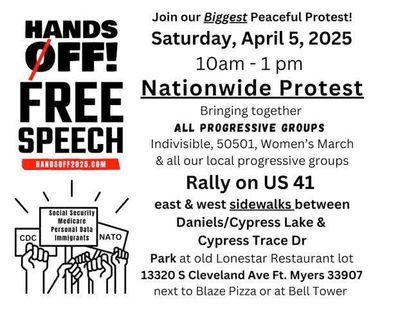 HANDS
OFF!
FREE
SPEECH
HANDSOFF2025.COM
Social Security
Medicare
Personal Data
Immigrants
CDC
NATO
Join our Biggest Peaceful Protest!
Saturday, April 5, 2025
10am - 1 pm
Nationwide Protest
Bringing together
ALL PROGRESSIVE GROUPS
Indivisible, 50501, Women's March
& all our local progressive groups
Rally on US 41
east & west sidewalks between
Daniels/Cypress Lake &
Cypress Trace Dr
Park at old Lonestar Restaurant lot
13320 S Cleveland Ave Ft. Myers 33907
next to Blaze Pizza or at Bell Tower